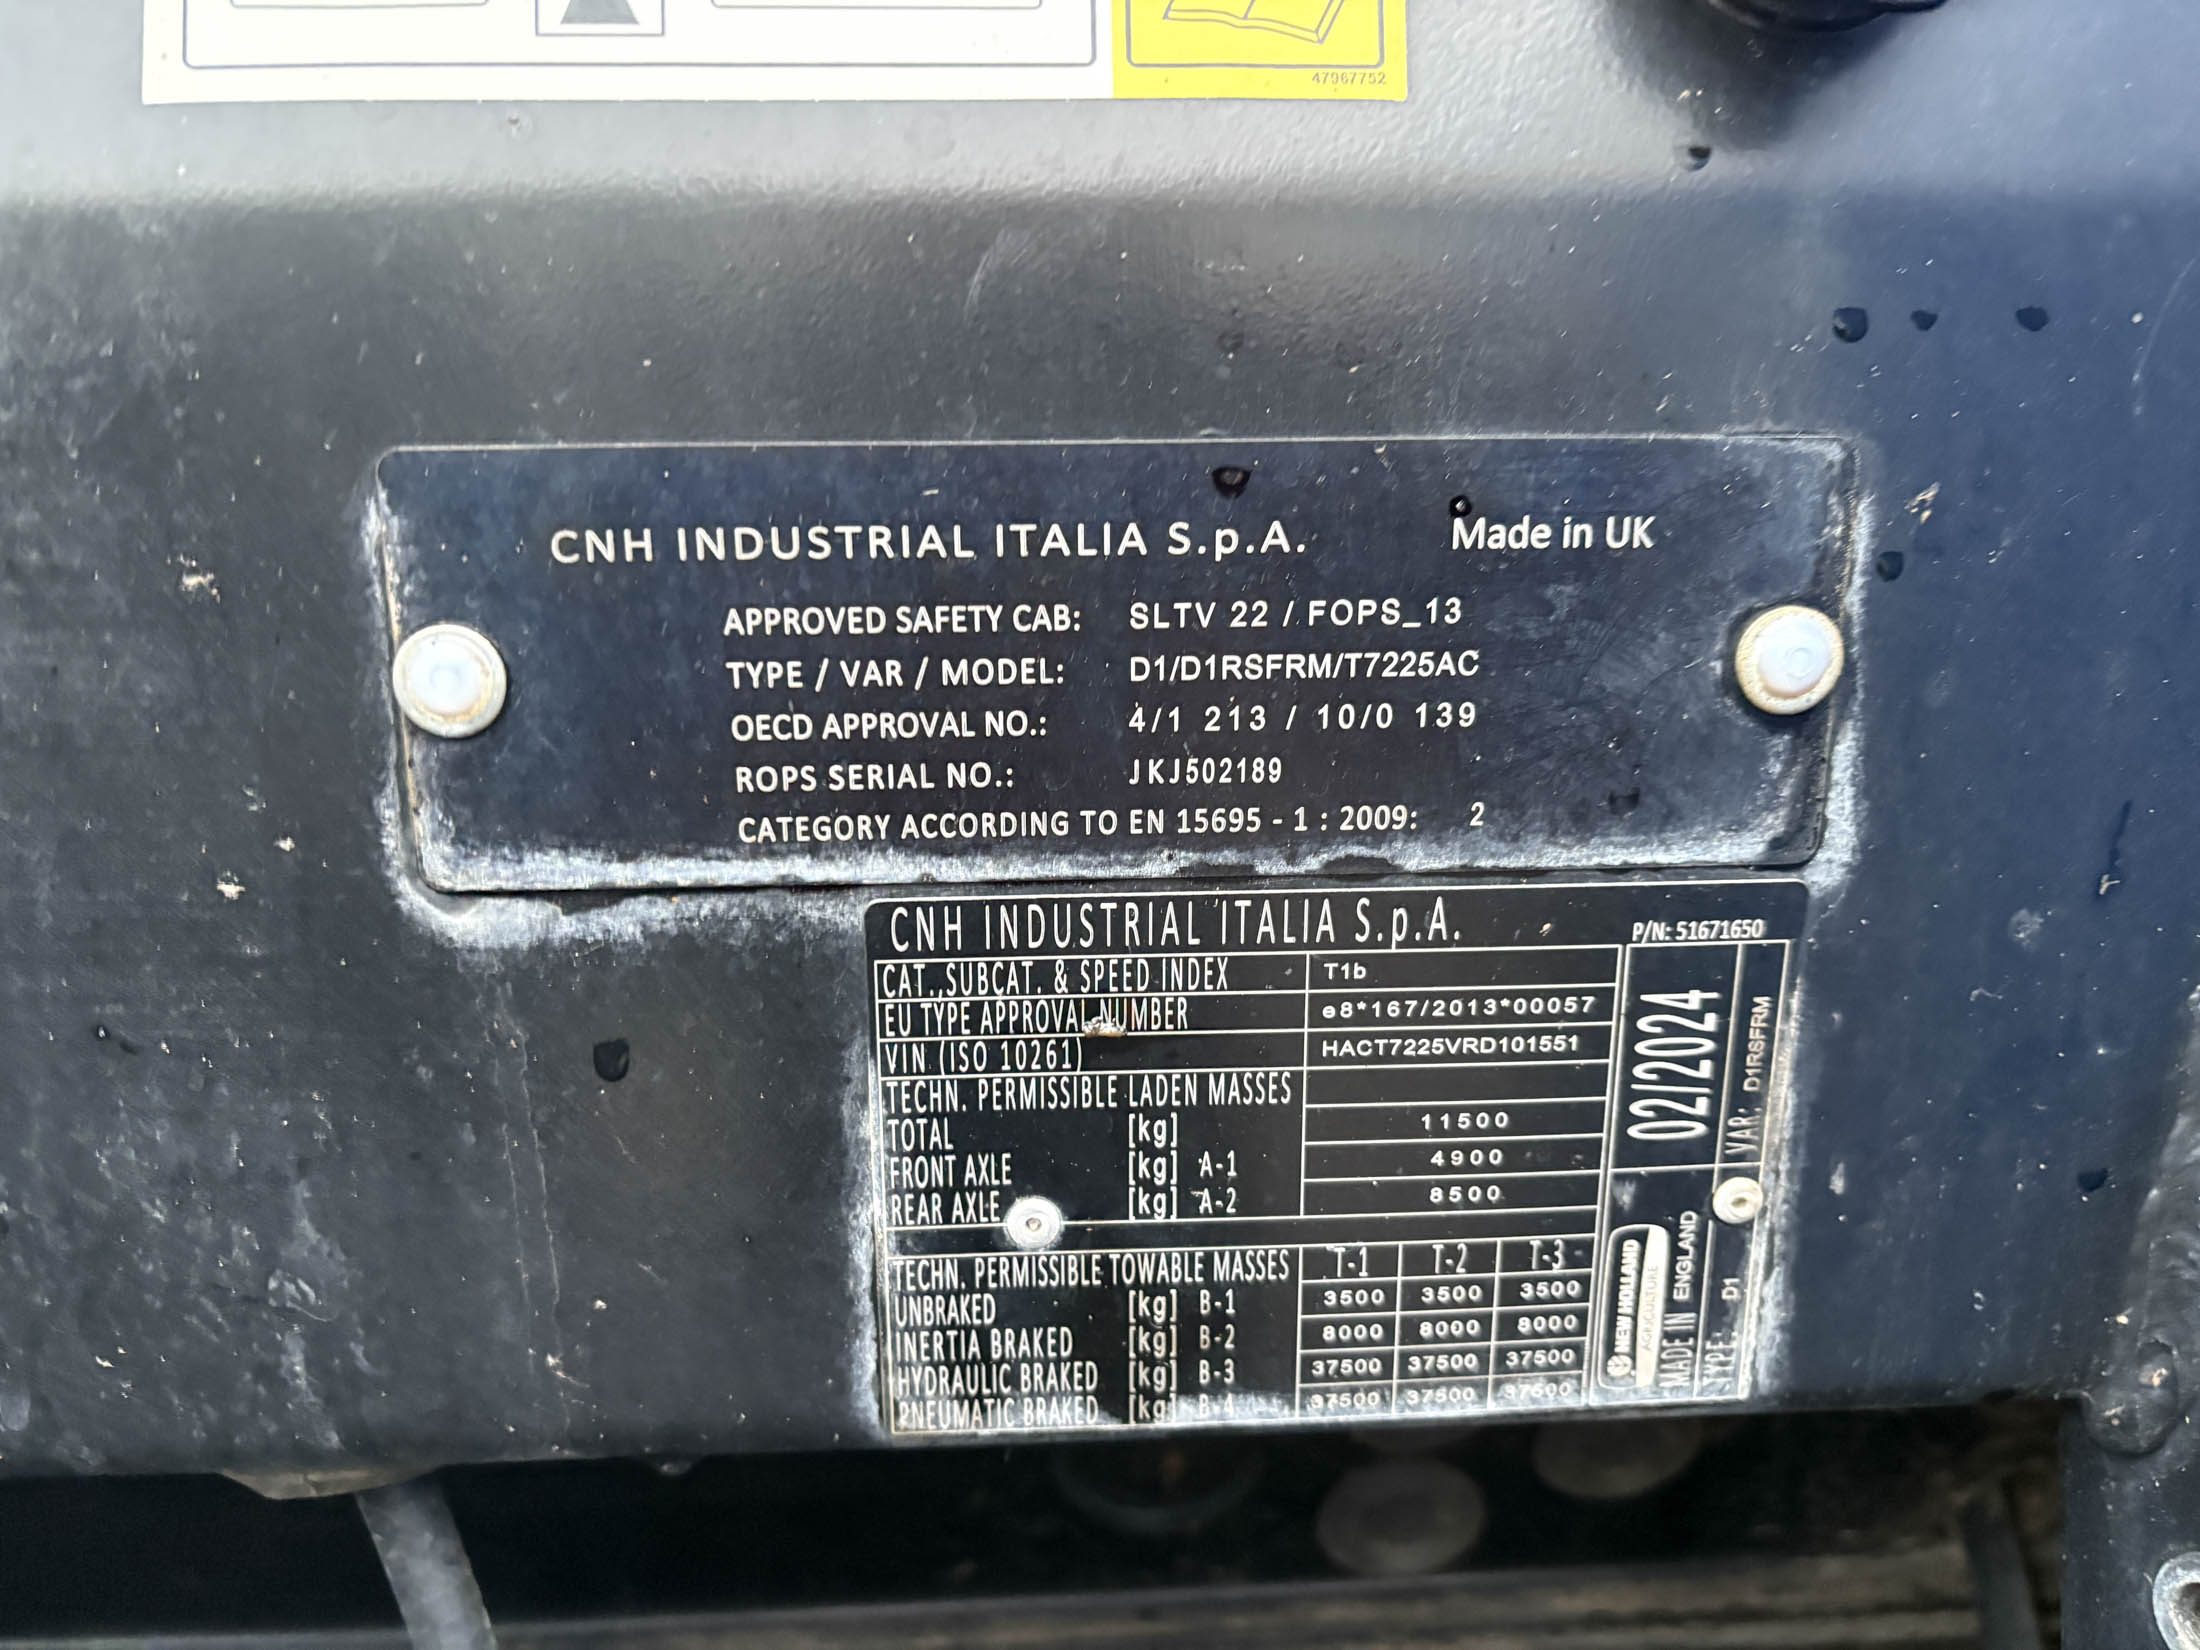 47967752
CNH INDUSTRIAL ITALIA S.p.A. Made in UK
APPROVED SAFETY CAB: SLTV 22 / FOPS_13
TYPE / VAR / MODEL: D1/D1RSFRM/T7225AC
OECD APPROVAL NO.: 4/1 213 / 10/0 139
ROPS SERIAL NO.: JKJ502189
CATEGORY ACCORDING TO EN 15695 - 1 : 2009: 2
CNH INDUSTRIAL ITALIA S.p.A. P/N: 51671650
CAT., SUBCAT. & SPEED INDEX T1b
EU TYPE APPROVAL NUMBER e8*167/2013*00057
VIN (ISO 10261) HACT7225VRD101551
TECHN. PERMISSIBLE LADEN MASSES
TOTAL [kg] 11500
FRONT AXLE [kg] A-1 4900
REAR AXLE [kg] A-2 8500
TECHN. PERMISSIBLE TOWABLE MASSES T-1 T-2 T-3
UNBRAKED [kg] B-1 3500 3500 3500
INERTIA BRAKED [kg] B-2 8000 8000 8000
HYDRAULIC BRAKED [kg] B-3 37500 37500 37500
PNEUMATIC BRAKED [kg] B-4 37500 37500 37500
02/2024
VAR: D1RSFRM
NEW HOLLAND
AGRICULTURE
MADE IN ENGLAND
TYPE: D1